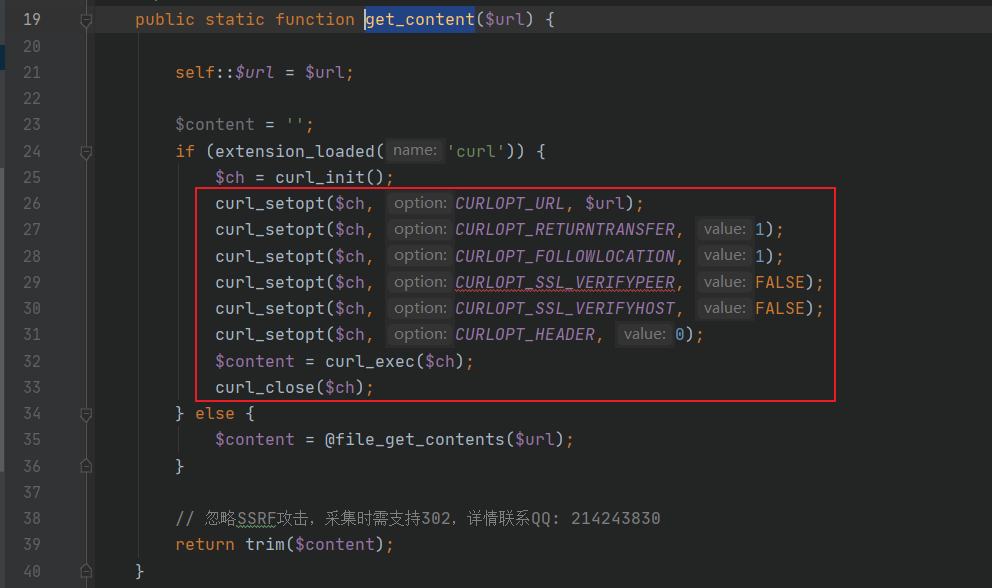 19 public static function get_content($url) {
20
21 self::$url = $url;
22
23 $content = '';
24 if (extension_loaded( name: 'curl')) {
25 $ch = curl_init();
26 curl_setopt($ch, option: CURLOPT_URL, $url);
27 curl_setopt($ch, option: CURLOPT_RETURNTRANSFER, value: 1);
28 curl_setopt($ch, option: CURLOPT_FOLLOWLOCATION, value: 1);
29 curl_setopt($ch, option: CURLOPT_SSL_VERIFYPEER, value: FALSE);
30 curl_setopt($ch, option: CURLOPT_SSL_VERIFYHOST, value: FALSE);
31 curl_setopt($ch, option: CURLOPT_HEADER, value: 0);
32 $content = curl_exec($ch);
33 curl_close($ch);
34 } else {
35 $content = @file_get_contents($url);
36 }
37
38 // 忽略SSRF攻击，采集时需支持302，详情联系QQ: 214243830
39 return trim($content);
40 }